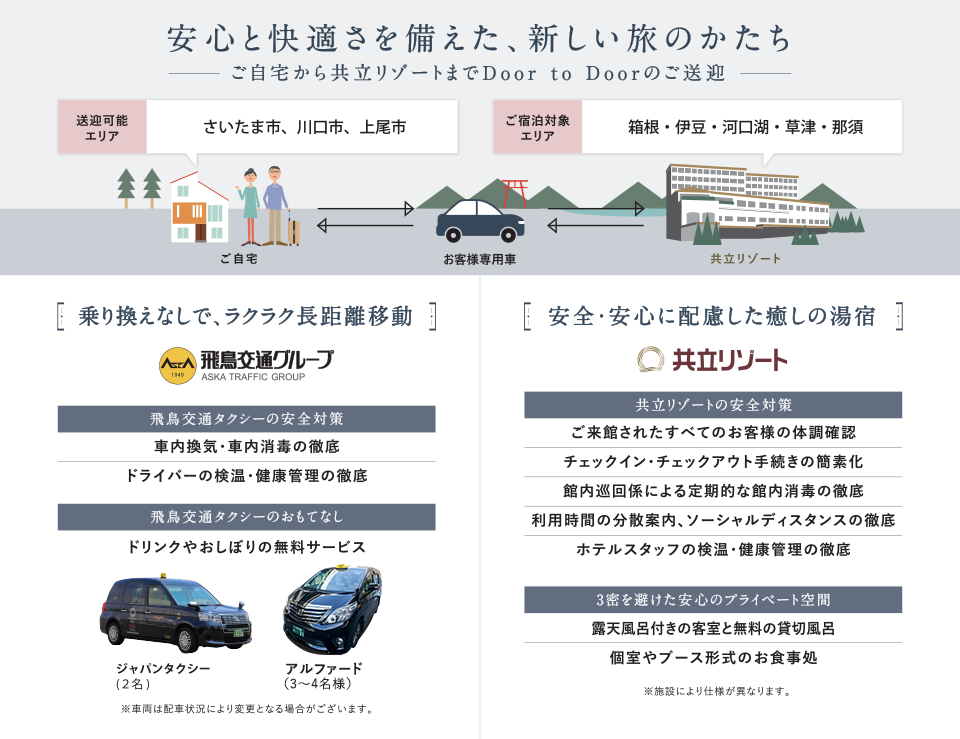 安心と快適さを備えた、新しい旅のかたち
ご自宅から共立リゾートまでDoor to Doorのご送迎
送迎可能
エリア
さいたま市、川口市、上尾市
ご宿泊対象
エリア
箱根・伊豆・河口湖・草津・那須
ご自宅
お客様専用車
共立リゾート
乗り換えなしで、ラクラク長距離移動
AskA
1949
飛鳥交通グループ
ASKA TRAFFIC GROUP
飛鳥交通タクシーの安全対策
車内換気・車内消毒の徹底
ドライバーの検温・健康管理の徹底
飛鳥交通タクシーのおもてなし
ドリンクやおしぼりの無料サービス
ジャパンタクシー
(2名)
アルファード
(3〜4名様)
※車両は配車状況により変更となる場合がございます。
安全・安心に配慮した癒しの湯宿
共立リゾート
共立リゾートの安全対策
ご来館されたすべてのお客様の体調確認
チェックイン・チェックアウト手続きの簡素化
館内巡回係による定期的な館内消毒の徹底
利用時間の分散案内、ソーシャルディスタンスの徹底
ホテルスタッフの検温・健康管理の徹底
3密を避けた安心のプライベート空間
露天風呂付きの客室と無料の貸切風呂
個室やブース形式のお食事処
※施設により仕様が異なります。